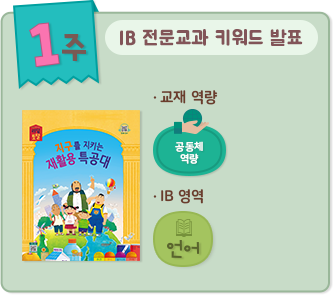 1주
IB 전문교과 키워드 발표
· 교재 역량
공동체
역량
지구를 지키는
재활용 특공대
· IB 영역
언어